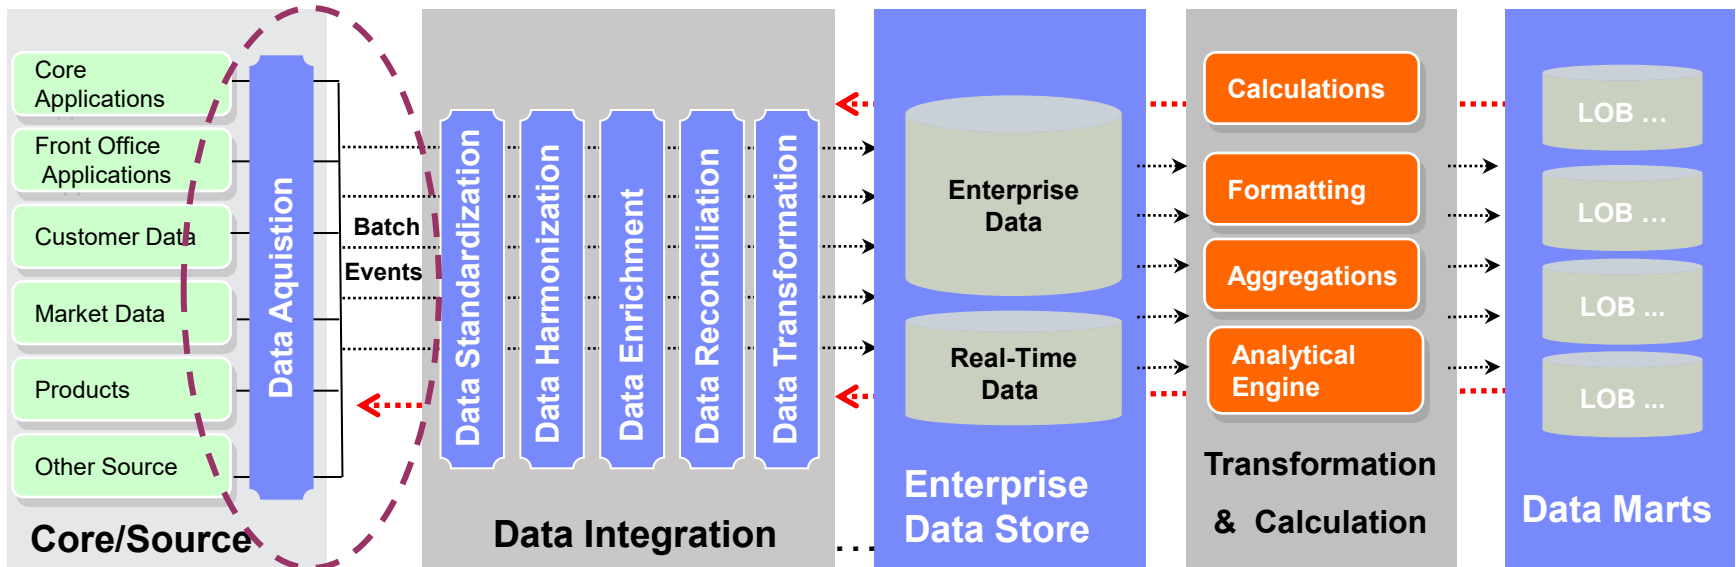 Core
Applications
Front Office
Applications
Customer Data
Market Data
Products
Other Source
Core/Source
Data Aquistion
Batch
Events
Data Standardization
Data Harmonization
Data Enrichment
Data Reconciliation
Data Transformation
Data Integration
...
Enterprise
Data
Real-Time
Data
Enterprise
Data Store
Calculations
Formatting
Aggregations
Analytical
Engine
Transformation
& Calculation
LOB ...
LOB ...
LOB ...
LOB ...
Data Marts